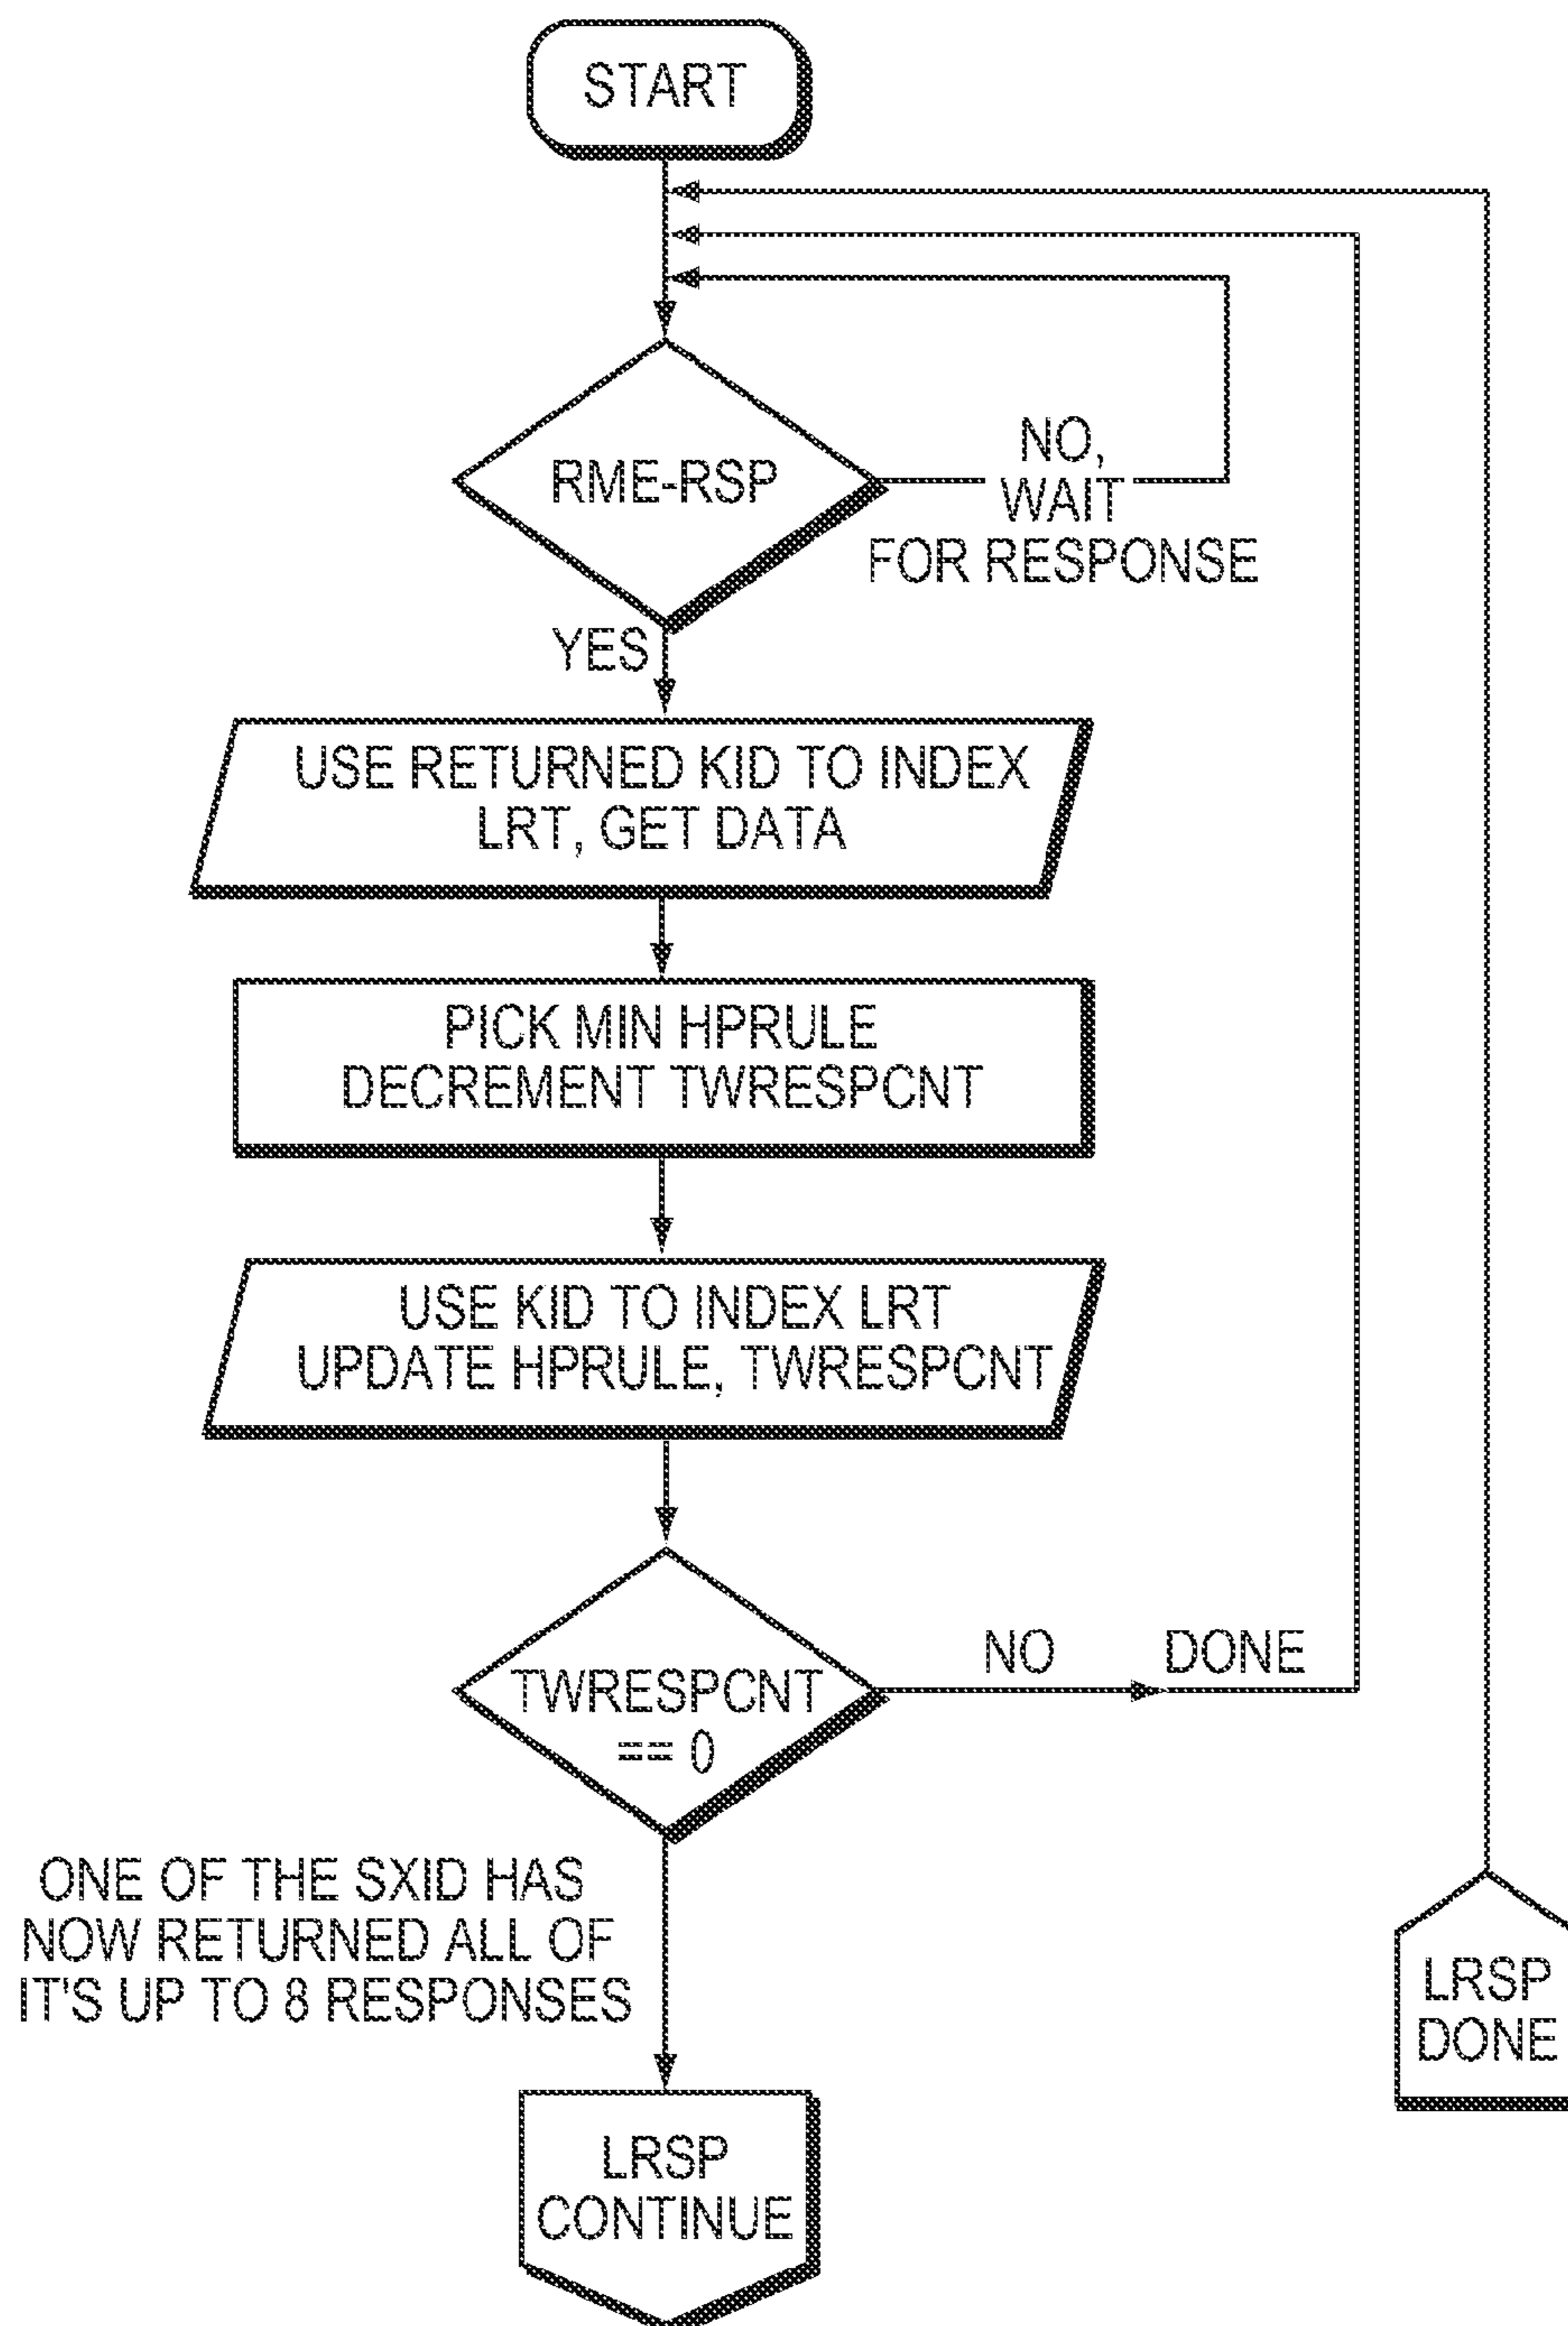 START
RME-RSP
NO,
WAIT
FOR RESPONSE
YES
USE RETURNED KID TO INDEX
LRT, GET DATA
PICK MIN HPRULE
DECREMENT TWRESPCNT
USE KID TO INDEX LRT
UPDATE HPRULE, TWRESPCNT
TWRESPCNT
== 0
NO
DONE
ONE OF THE SXID HAS
NOW RETURNED ALL OF
IT'S UP TO 8 RESPONSES
LRSP
DONE
LRSP
CONTINUE